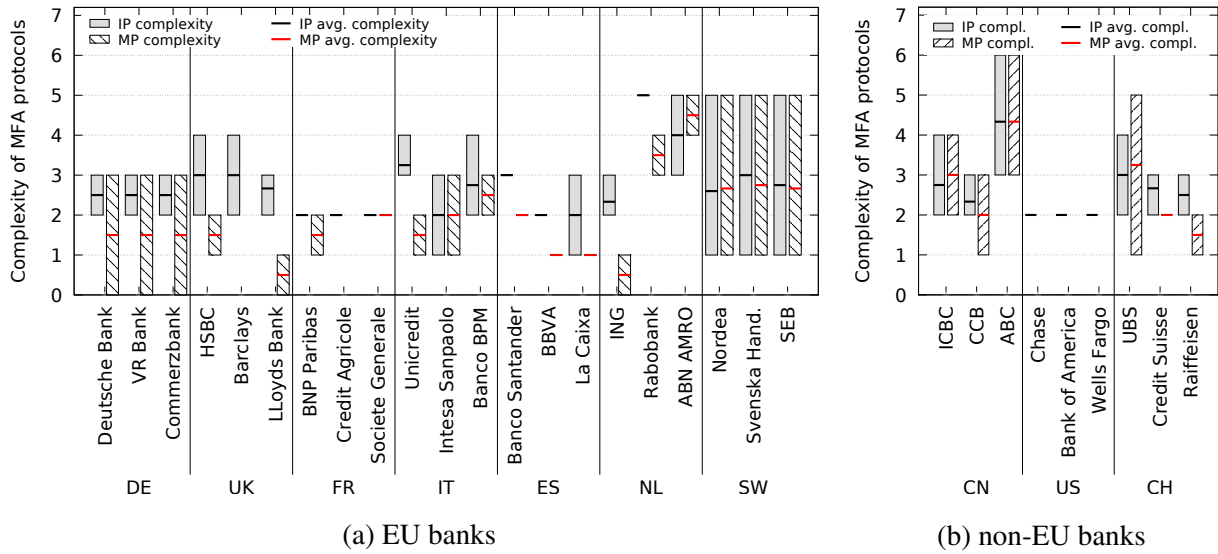 IP complexity
MP complexity
IP avg. complexity
MP avg. complexity
Complexity of MFA protocols
7
6
5
4
3
2
1
0
Deutsche Bank
VR Bank
Commerzbank
HSBC
Barclays
LLoyds Bank
BNP Paribas
Credit Agricole
Societe Generale
Unicredit
Intesa Sanpaolo
Banco BPM
Banco Santander
BBVA
La Caixa
ING
Rabobank
ABN AMRO
Nordea
Svenska Hand.
SEB
DE
UK
FR
IT
ES
NL
SW
(a) EU banks
IP compl.
MP compl.
IP avg. compl.
MP avg. compl.
Complexity of MFA protocols
7
6
5
4
3
2
1
0
ICBC
CCB
ABC
Chase
Bank of America
Wells Fargo
UBS
Credit Suisse
Raiffeisen
CN
US
CH
(b) non-EU banks